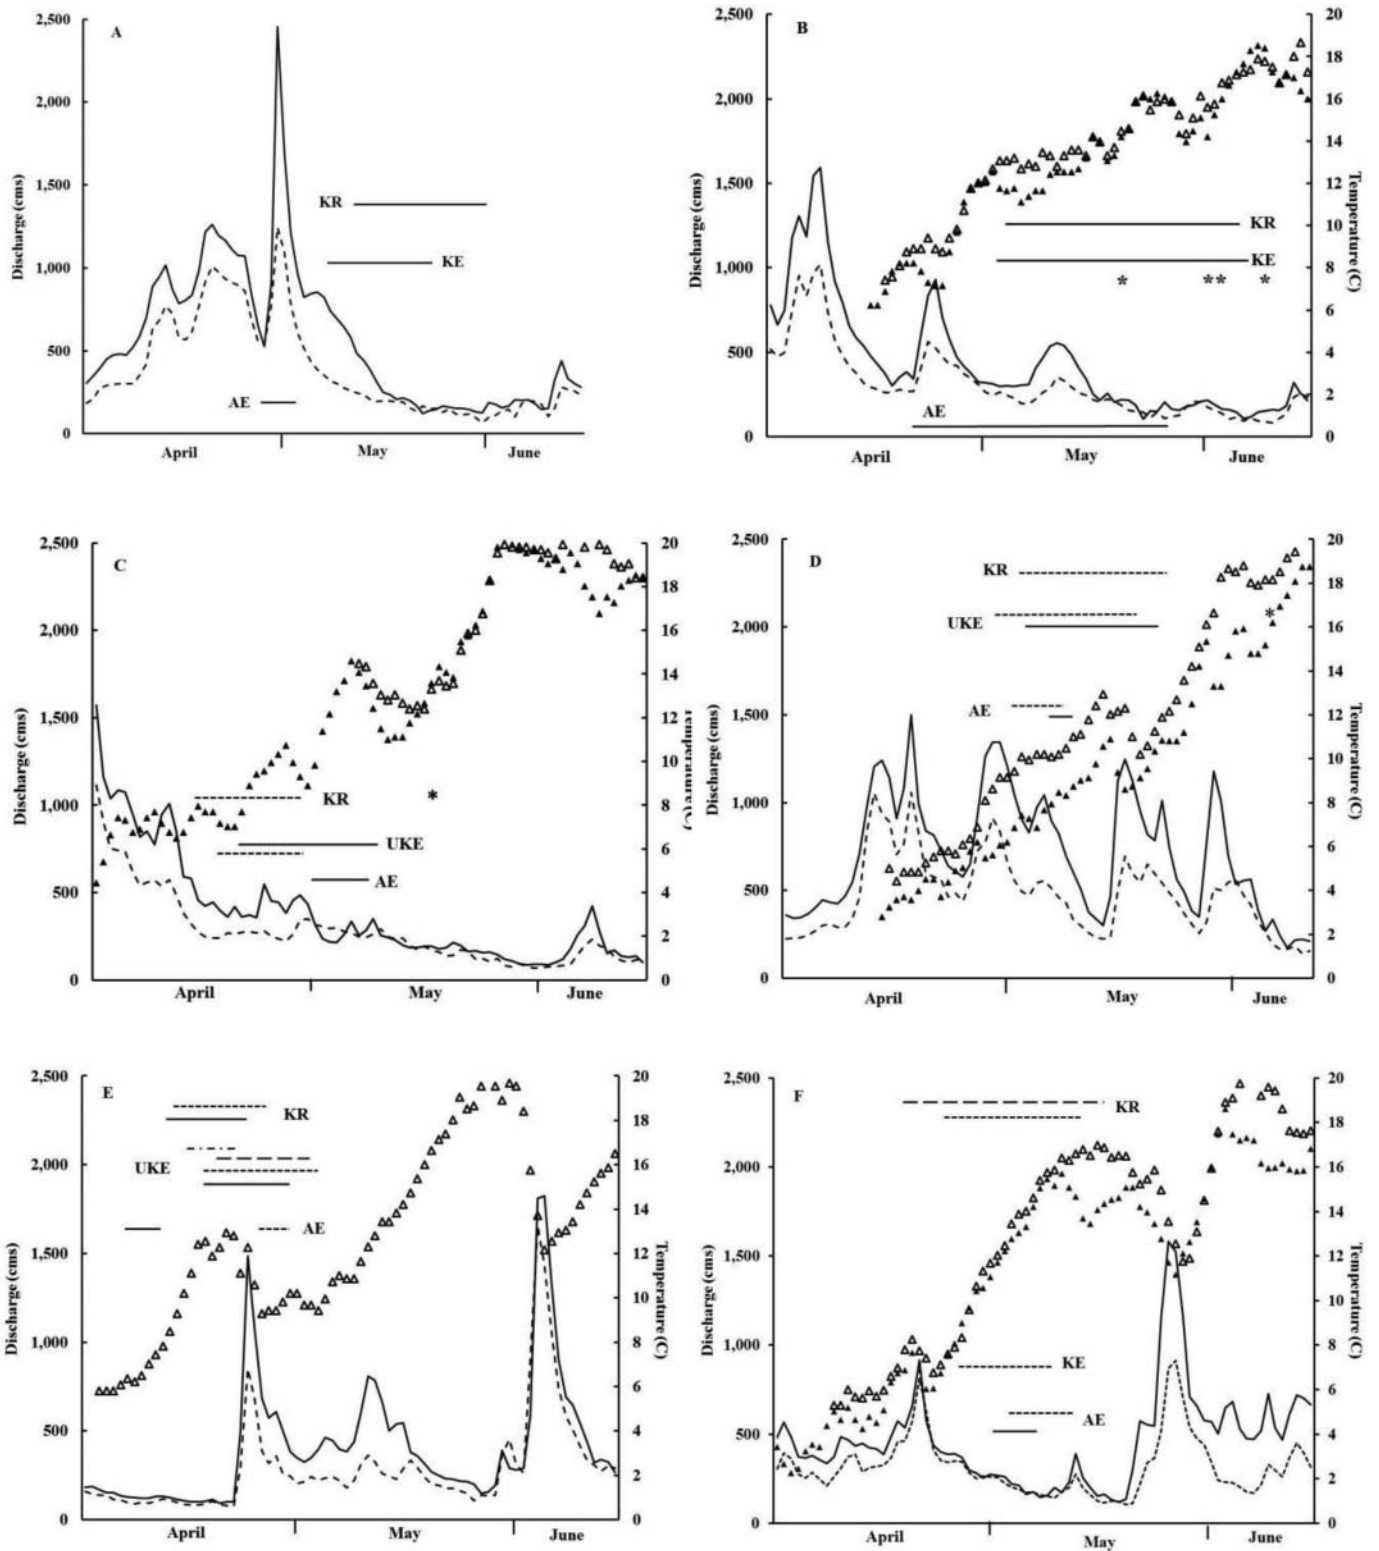 A
2,500
2,000
1,500
1,000
500
0
Discharge (cms)
KR
KE
AE
April May June
B
2,500
2,000
1,500
1,000
500
0
Discharge (cms)
20
18
16
14
12
10
8
6
4
2
0
Temperature (C)
KR
KE
* ** *
AE
April May June
C
2,500
2,000
1,500
1,000
500
0
Discharge (cms)
20
18
16
14
12
10
8
6
4
2
0
Temperature (C)
KR
*
UKE
AE
April May June
D
2,500
2,000
1,500
1,000
500
0
Discharge (cms)
20
18
16
14
12
10
8
6
4
2
0
Temperature (C)
KR
*
UKE
AE
April May June
E
2,500
2,000
1,500
1,000
500
0
Discharge (cms)
20
18
16
14
12
10
8
6
4
2
0
Temperature (C)
KR
UKE
AE
April May June
F
2,500
2,000
1,500
1,000
500
0
Discharge (cms)
20
18
16
14
12
10
8
6
4
2
0
Temperature (C)
KR
KE
AE
April May June